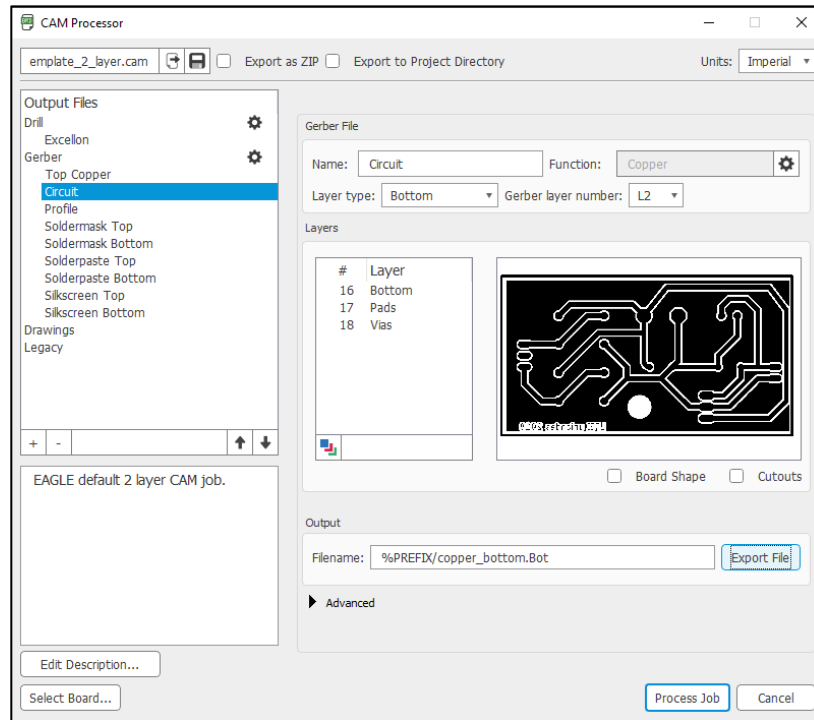 CAM Processor
emplate_2_layer.cam Export as ZIP Export to Project Directory Units: Imperial
Output Files
Drill
Excellon
Gerber
Top Copper
Circuit
Profile
Soldermask Top
Soldermask Bottom
Solderpaste Top
Solderpaste Bottom
Silkscreen Top
Silkscreen Bottom
Drawings
Legacy
+ -
EAGLE default 2 layer CAM job.
Edit Description...
Select Board...
Gerber File
Name: Circuit Function: Copper
Layer type: Bottom Gerber layer number: L2
Layers
# Layer
16 Bottom
17 Pads
18 Vias
Board Shape Cutouts
Output
Filename: %PREFIX/copper_bottom.Bot Export File
Advanced
Process Job Cancel